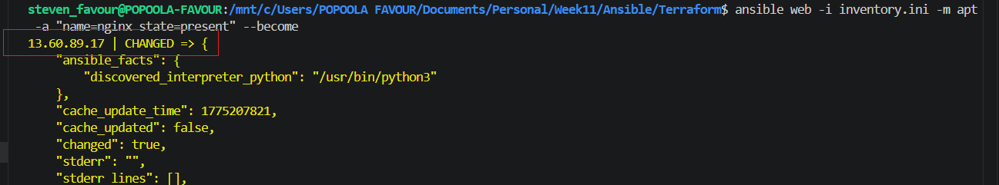 steven_favour@POPOOLA-FAVOUR:/mnt/c/Users/POPOOLA FAVOUR/Documents/Personal/Week11/Ansible/Terraform$ ansible web -i inventory.ini -m apt
-a "name=nginx state=present" --become
13.60.89.17 | CHANGED => {
"ansible_facts": {
"discovered_interpreter_python": "/usr/bin/python3"
},
"cache_update_time": 1775207821,
"cache_updated": false,
"changed": true,
"stderr": "",
"stderr_lines": [],